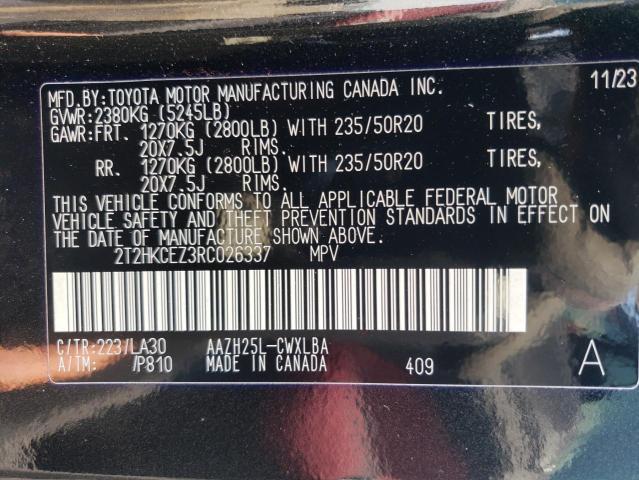 MFD.BY:TOYOTA MOTOR MANUFACTURING CANADA INC. 11/23
GVWR:2380KG (5245LB)
GAWR:FRT. 1270KG (2800LB) WITH 235/50R20 TIRES,
20X7.5J RIMS.
RR. 1270KG (2800LB) WITH 235/50R20 TIRES,
20X7.5J RIMS.
THIS VEHICLE CONFORMS TO ALL APPLICABLE FEDERAL MOTOR
VEHICLE SAFETY AND THEFT PREVENTION STANDARDS IN EFFECT ON
THE DATE OF MANUFACTURE SHOWN ABOVE.
2T2HKCEZ3RC026337 MPV
C/TR:223/LA30 AAZH25L-CWXLBA
A/TM: /P810 MADE IN CANADA 409 A